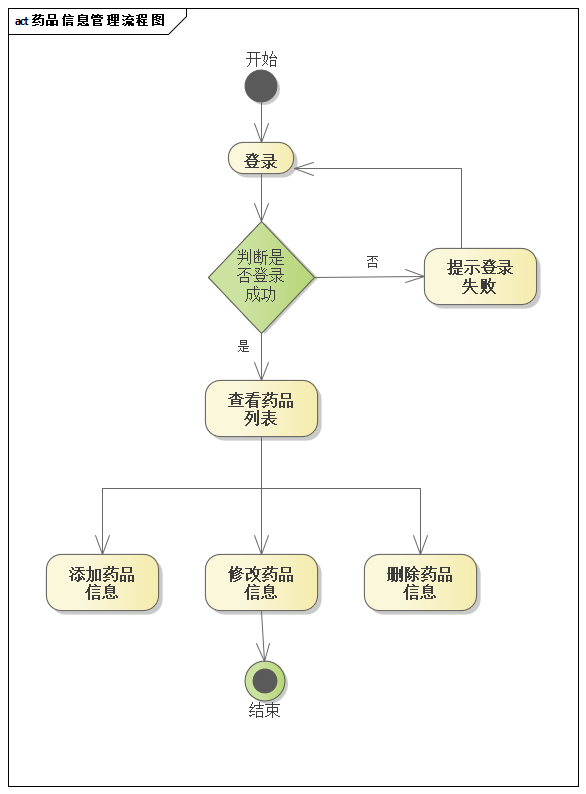 act 药品信息管理流程图
开始
登录
判断是
否登录
成功
否
提示登录
失败
是
查看药品
列表
添加药品
信息
修改药品
信息
删除药品
信息
结束